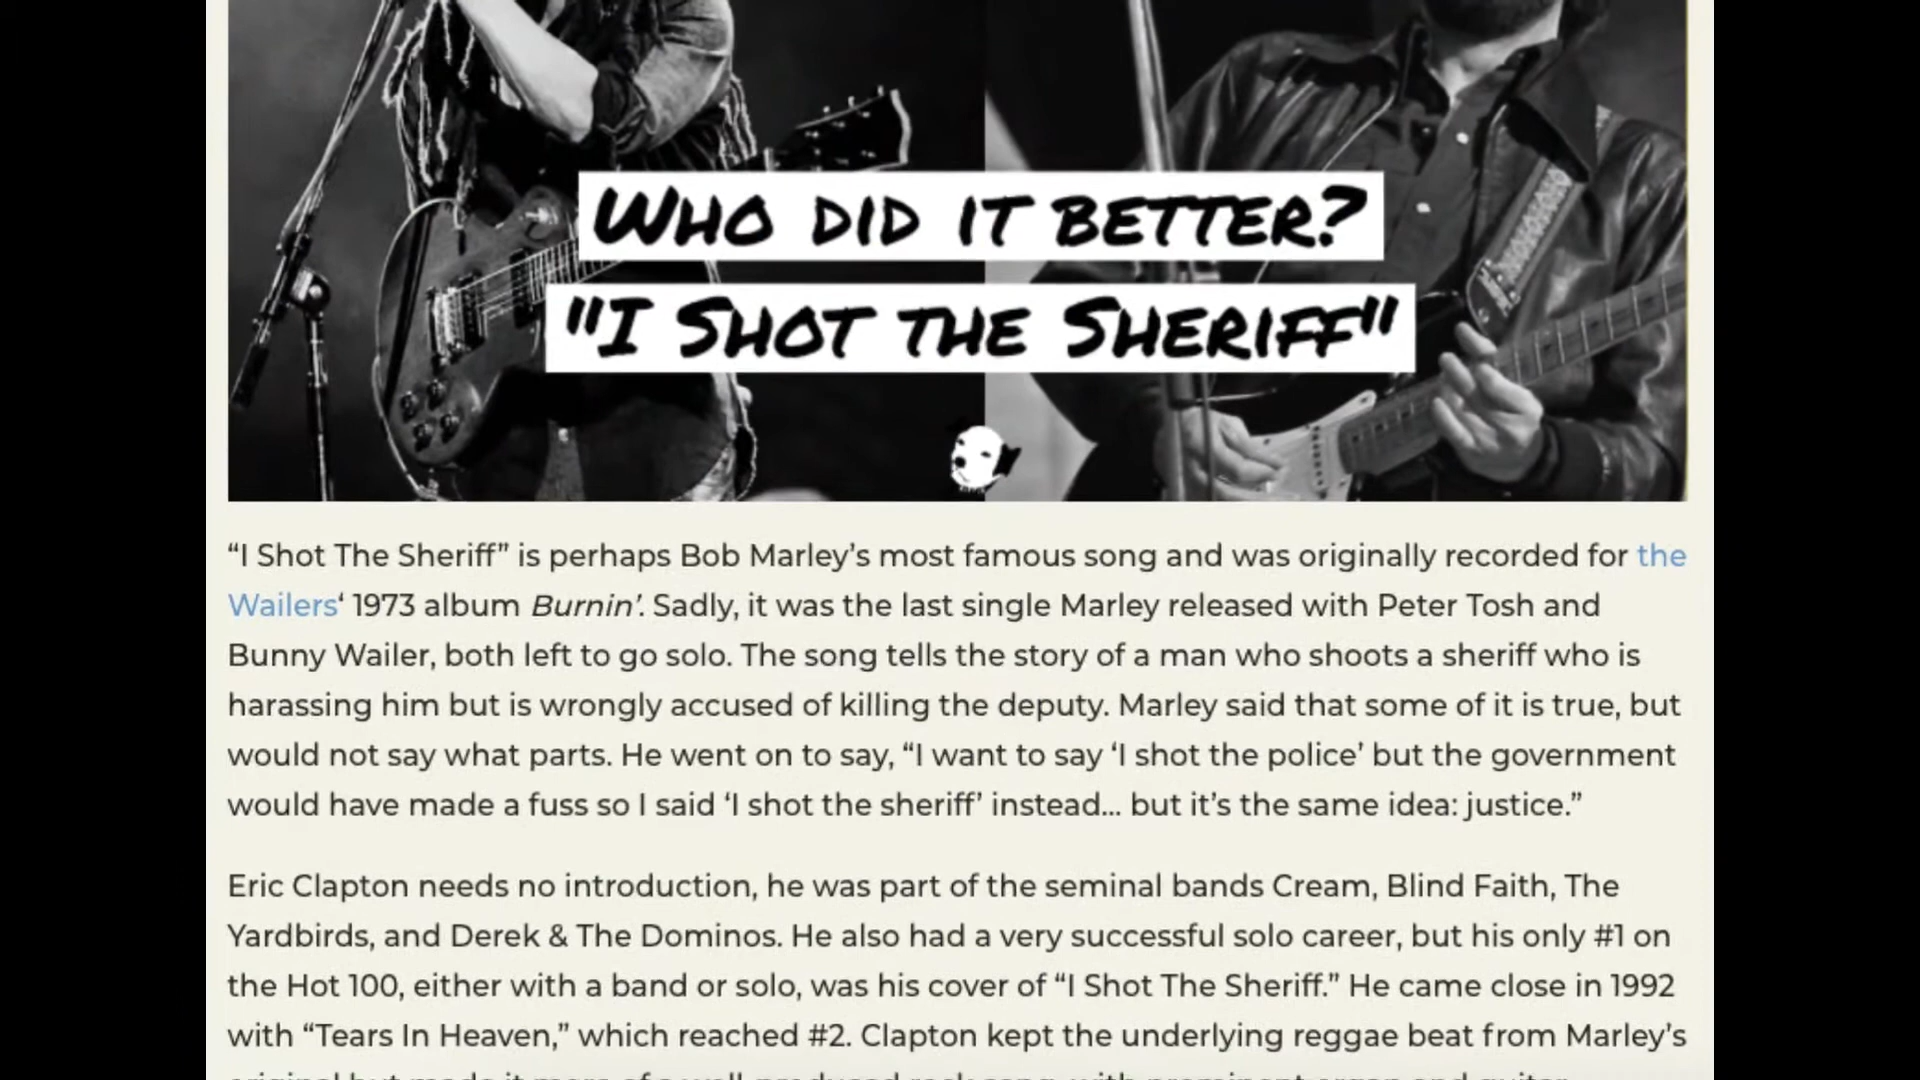 WHO DID IT BETTER?
"I SHOT THE SHERIFF"
“I Shot The Sheriff” is perhaps Bob Marley’s most famous song and was originally recorded for the
Wailers‘ 1973 album Burnin’. Sadly, it was the last single Marley released with Peter Tosh and
Bunny Wailer, both left to go solo. The song tells the story of a man who shoots a sheriff who is
harassing him but is wrongly accused of killing the deputy. Marley said that some of it is true, but
would not say what parts. He went on to say, “I want to say ‘I shot the police’ but the government
would have made a fuss so I said ‘I shot the sheriff’ instead… but it’s the same idea: justice.”
Eric Clapton needs no introduction, he was part of the seminal bands Cream, Blind Faith, The
Yardbirds, and Derek & The Dominos. He also had a very successful solo career, but his only #1 on
the Hot 100, either with a band or solo, was his cover of “I Shot The Sheriff.” He came close in 1992
with “Tears In Heaven,” which reached #2. Clapton kept the underlying reggae beat from Marley’s